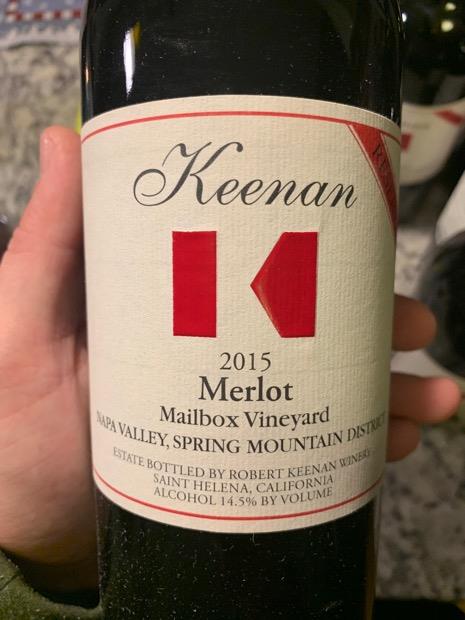 Keenan
2015
Merlot
Mailbox Vineyard
NAPA VALLEY, SPRING MOUNTAIN DISTRICT
ESTATE BOTTLED BY ROBERT KEENAN WINERY
SAINT HELENA, CALIFORNIA
ALCOHOL 14.5% BY VOLUME